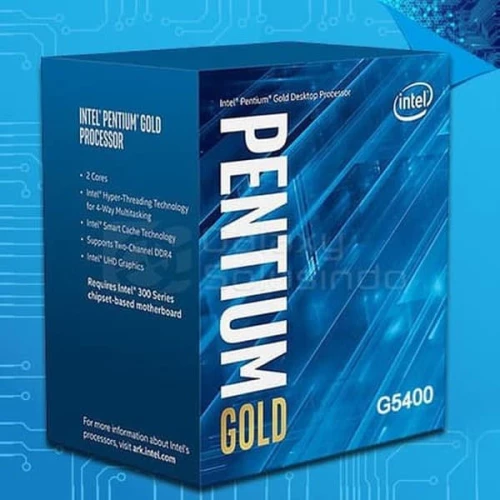 INTEL® PENTIUM® GOLD
PROCESSOR
• 2 Cores
• Intel® Hyper-Threading Technology
for 4-Way Multitasking
• Intel® Smart Cache Technology
• Supports Two-Channel DDR4
• Intel® UHD Graphics
Requires Intel® 300 Series
chipset-based motherboard
For more information about Intel's
processors, visit ark.intel.com
Intel® Pentium® Gold Desktop Processor
intel
PENTIUM
GOLD
G5400
Galaxy
Solusindo